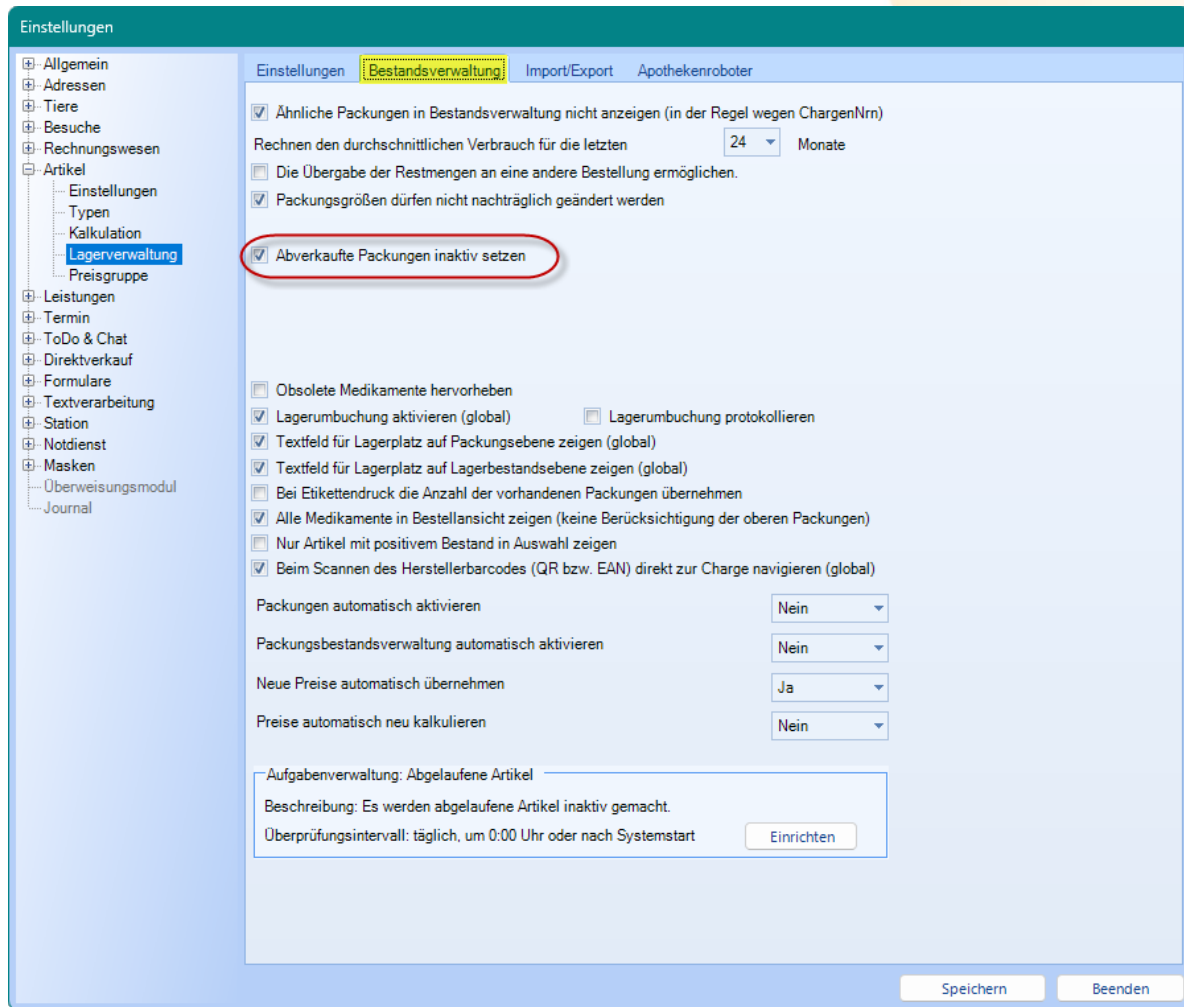 Einstellungen
Allgemein
Adressen
Tiere
Besuche
Rechnungswesen
Artikel
Einstellungen
Typen
Kalkulation
Lagerverwaltung
Preisgruppe
Leistungen
Termin
ToDo & Chat
Direktverkauf
Formulare
Textverarbeitung
Station
Notdienst
Masken
Überweisungsmodul
Journal
Einstellungen Bestandsverwaltung Import/Export Apothekenroboter
Ähnliche Packungen in Bestandsverwaltung nicht anzeigen (in der Regel wegen ChargenNrn)
Rechnen den durchschnittlichen Verbrauch für die letzten 24 Monate
Die Übergabe der Restmengen an eine andere Bestellung ermöglichen.
Packungsgrößen dürfen nicht nachträglich geändert werden
Abverkaufte Packungen inaktiv setzen
Obsolete Medikamente hervorheben
Lagerumbuchung aktivieren (global) Lagerumbuchung protokollieren
Textfeld für Lagerplatz auf Packungsebene zeigen (global)
Textfeld für Lagerplatz auf Lagerbestandsebene zeigen (global)
Bei Etikettendruck die Anzahl der vorhandenen Packungen übernehmen
Alle Medikamente in Bestellansicht zeigen (keine Berücksichtigung der oberen Packungen)
Nur Artikel mit positivem Bestand in Auswahl zeigen
Beim Scannen des Herstellerbarcodes (QR bzw. EAN) direkt zur Charge navigieren (global)
Packungen automatisch aktivieren Nein
Packungsbestandsverwaltung automatisch aktivieren Nein
Neue Preise automatisch übernehmen Ja
Preise automatisch neu kalkulieren Nein
Aufgabenverwaltung: Abgelaufene Artikel
Beschreibung: Es werden abgelaufene Artikel inaktiv gemacht.
Überprüfungsintervall: täglich, um 0:00 Uhr oder nach Systemstart Einrichten
Speichern Beenden